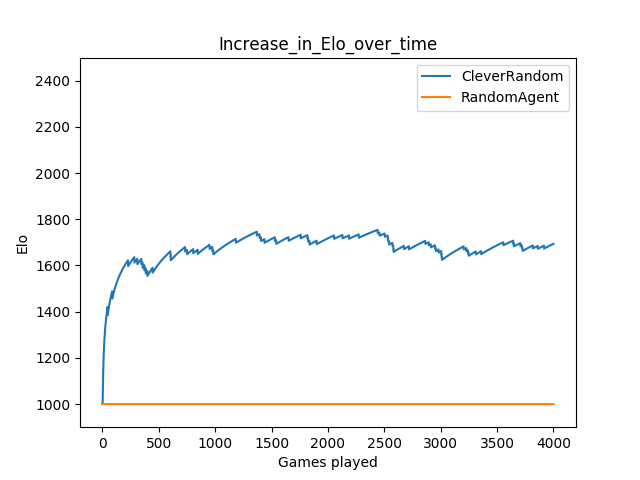 Increase_in_Elo_over_time
CleverRandom
RandomAgent
2400
2200
2000
1800
1600
1400
1200
1000
Elo
0 500 1000 1500 2000 2500 3000 3500 4000
Games played